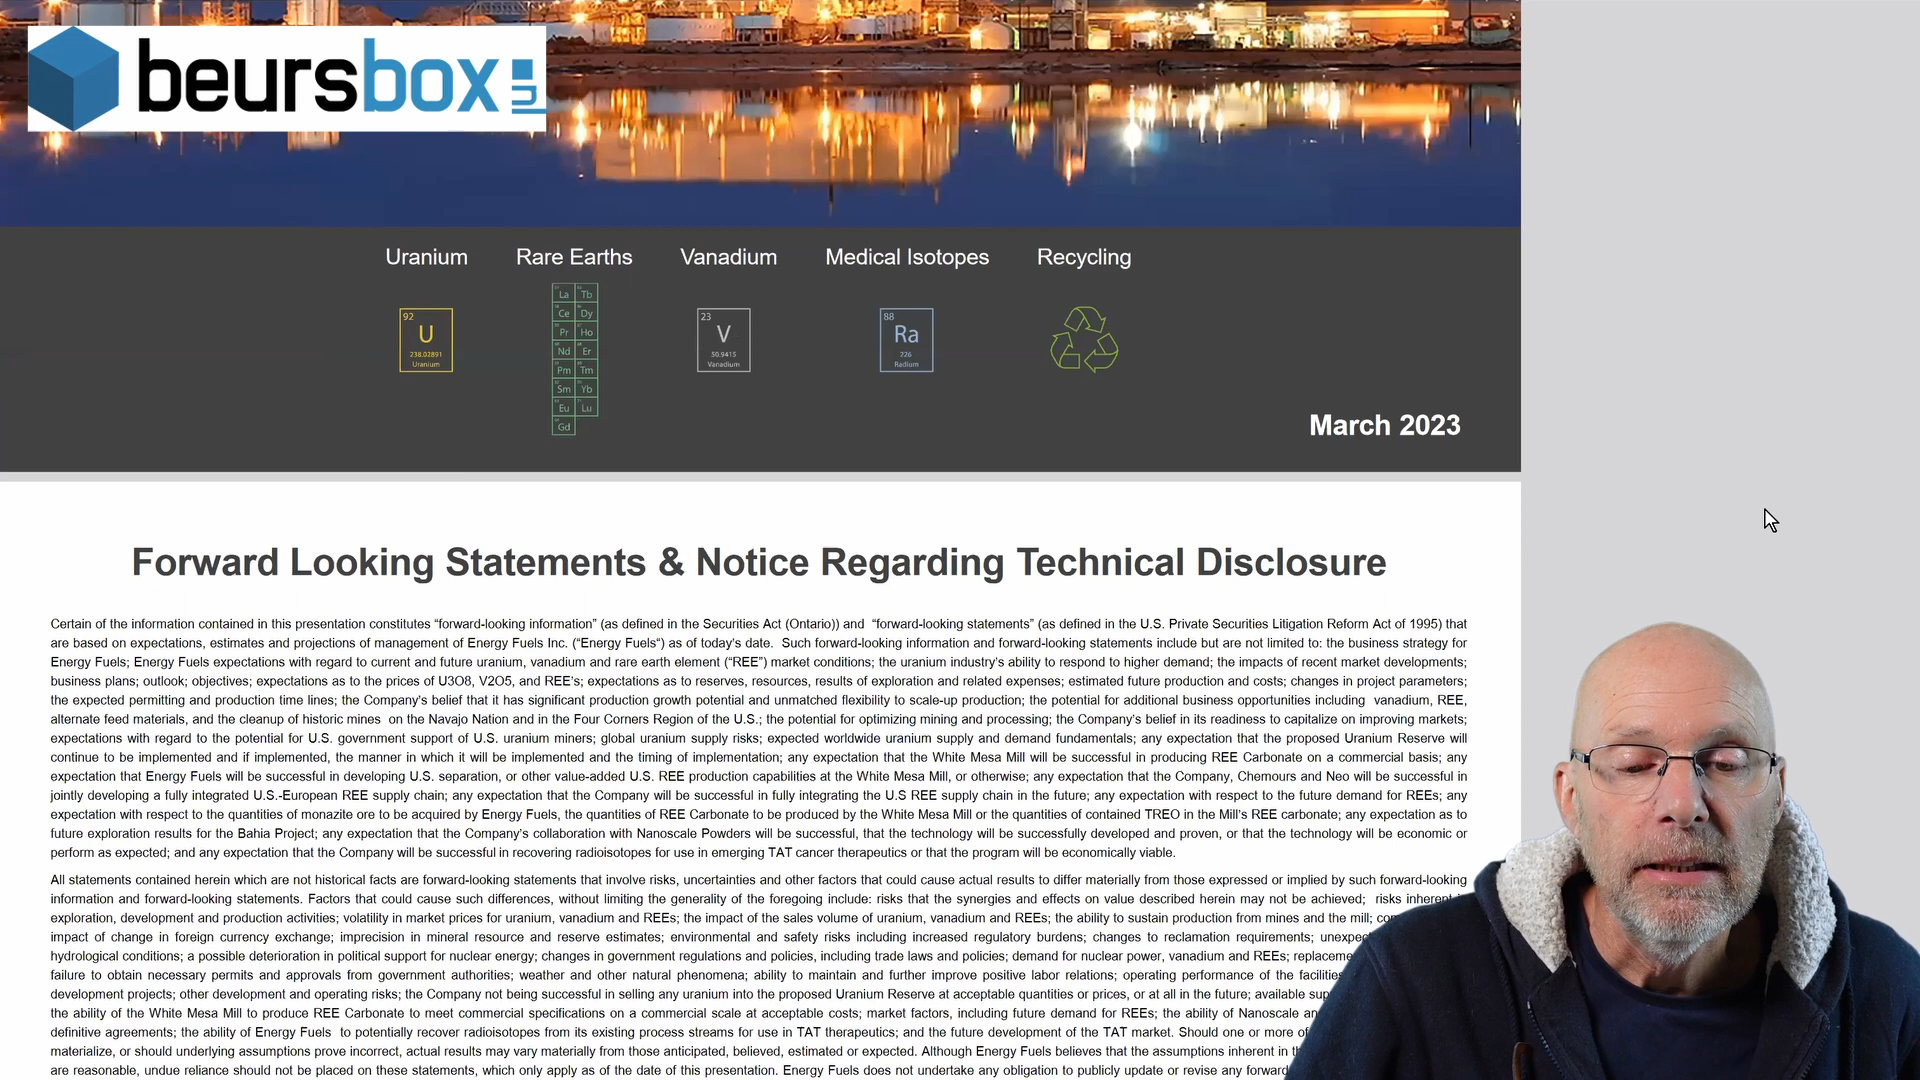 beursbox.nl
Uranium Rare Earths Vanadium Medical Isotopes Recycling
La Tb
Ce Dy
Pr Ho
Nd Er
Pm Tm
Sm Yb
Eu Lu
Gd
92
U
238.02891
Uranium
23
V
50.9415
Vanadium
88
Ra
226
Radium
March 2023
Forward Looking Statements & Notice Regarding Technical Disclosure
Certain of the information contained in this presentation constitutes “forward-looking information” (as defined in the Securities Act (Ontario)) and “forward-looking statements” (as defined in the U.S. Private Securities Litigation Reform Act of 1995) that
are based on expectations, estimates and projections of management of Energy Fuels Inc. (“Energy Fuels“) as of today’s date. Such forward-looking information and forward-looking statements include but are not limited to: the business strategy for
Energy Fuels; Energy Fuels expectations with regard to current and future uranium, vanadium and rare earth element (“REE”) market conditions; the uranium industry’s ability to respond to higher demand; the impacts of recent market developments;
business plans; outlook; objectives; expectations as to the prices of U3O8, V2O5, and REE’s; expectations as to reserves, resources, results of exploration and related expenses; estimated future production and costs; changes in project parameters;
the expected permitting and production time lines; the Company’s belief that it has significant production growth potential and unmatched flexibility to scale-up production; the potential for additional business opportunities including vanadium, REE,
alternate feed materials, and the cleanup of historic mines on the Navajo Nation and in the Four Corners Region of the U.S.; the potential for optimizing mining and processing; the Company’s belief in its readiness to capitalize on improving markets;
expectations with regard to the potential for U.S. government support of U.S. uranium miners; global uranium supply risks; expected worldwide uranium supply and demand fundamentals; any expectation that the proposed Uranium Reserve will
continue to be implemented and if implemented, the manner in which it will be implemented and the timing of implementation; any expectation that the White Mesa Mill will be successful in producing REE Carbonate on a commercial basis; any
expectation that Energy Fuels will be successful in developing U.S. separation, or other value-added U.S. REE production capabilities at the White Mesa Mill, or otherwise; any expectation that the Company, Chemours and Neo will be successful in
jointly developing a fully integrated U.S.-European REE supply chain; any expectation that the Company will be successful in fully integrating the U.S REE supply chain in the future; any expectation with respect to the future demand for REEs; any
expectation with respect to the quantities of monazite ore to be acquired by Energy Fuels, the quantities of REE Carbonate to be produced by the White Mesa Mill or the quantities of contained TREO in the Mill’s REE carbonate; any expectation as to
future exploration results for the Bahia Project; any expectation that the Company’s collaboration with Nanoscale Powders will be successful, that the technology will be successfully developed and proven, or that the technology will be economic or
perform as expected; and any expectation that the Company will be successful in recovering radioisotopes for use in emerging TAT cancer therapeutics or that the program will be economically viable.
All statements contained herein which are not historical facts are forward-looking statements that involve risks, uncertainties and other factors that could cause actual results to differ materially from those expressed or implied by such forward-looking
information and forward-looking statements. Factors that could cause such differences, without limiting the generality of the foregoing include: risks that the synergies and effects on value described herein may not be achieved; risks inherent
exploration, development and production activities; volatility in market prices for uranium, vanadium and REEs; the impact of the sales volume of uranium, vanadium and REEs; the ability to sustain production from mines and the mill;
impact of change in foreign currency exchange; imprecision in mineral resource and reserve estimates; environmental and safety risks including increased regulatory burdens; changes to reclamation requirements;
hydrological conditions; a possible deterioration in political support for nuclear energy; changes in government regulations and policies, including trade laws and policies; demand for nuclear power, vanadium and REEs;
failure to obtain necessary permits and approvals from government authorities; weather and other natural phenomena; ability to maintain and further improve positive labor relations; operating performance of the facilities
development projects; other development and operating risks; the Company not being successful in selling any uranium into the proposed Uranium Reserve at acceptable quantities or prices, or at all in the future; available
the ability of the White Mesa Mill to produce REE Carbonate to meet commercial specifications on a commercial scale at acceptable costs; market factors, including future demand for REEs; the ability of Nanoscale
definitive agreements; the ability of Energy Fuels to potentially recover radioisotopes from its existing process streams for use in TAT therapeutics; and the future development of the TAT market. Should one or more of
materialize, or should underlying assumptions prove incorrect, actual results may vary materially from those anticipated, believed, estimated or expected. Although Energy Fuels believes that the assumptions inherent in
are reasonable, undue reliance should not be placed on these statements, which only apply as of the date of this presentation. Energy Fuels does not undertake any obligation to publicly update or revise any forward